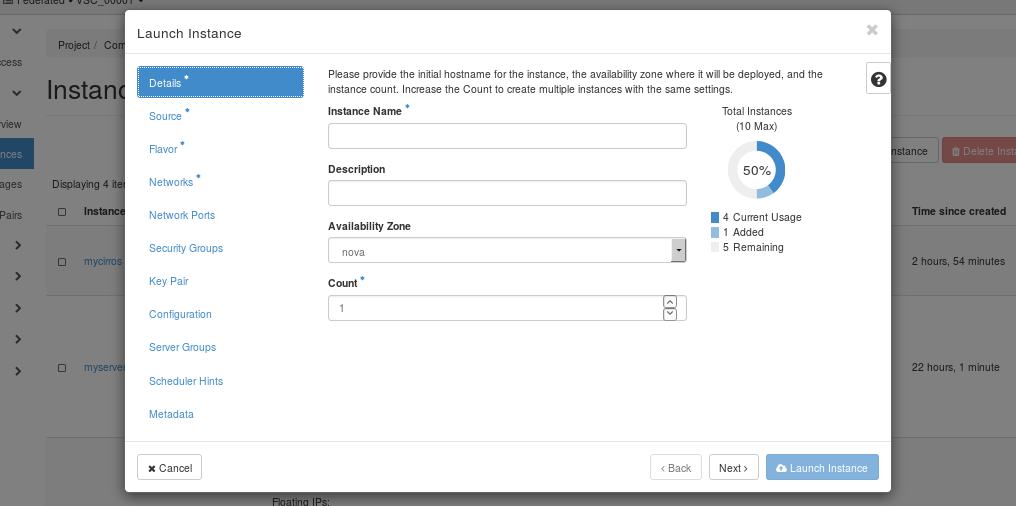 Federated • VSC_00001
Launch Instance
Project / Com
Details *
Source *
Flavor *
Networks *
Network Ports
Security Groups
Key Pair
Configuration
Server Groups
Scheduler Hints
Metadata
Please provide the initial hostname for the instance, the availability zone where it will be deployed, and the
instance count. Increase the Count to create multiple instances with the same settings.
Instance Name *
Description
Availability Zone
nova
Count *
1
Total Instances
(10 Max)
50%
4 Current Usage
1 Added
5 Remaining
Cancel
‹ Back
Next ›
Launch Instance
cess
Instanc
view
nces
ages
Pairs
nstance
Delete Inst
Displaying 4 iter
Instance
Time since created
mycirros
2 hours, 54 minutes
myserve
22 hours, 1 minute
Floating IPs: